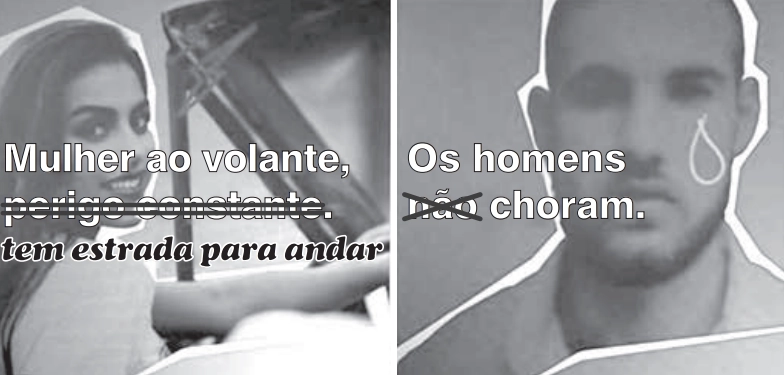 Mulher ao volante,
perigo constante.
tem estrada para andar
Os homens
não choram.